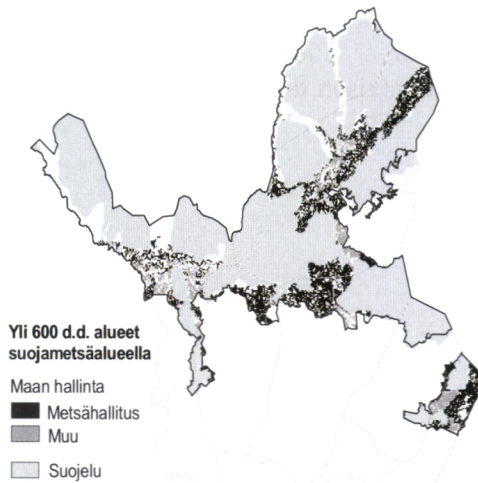 Yli 600 d.d. alueet
suojametsäalueella
Maan hallinta
Metsähallitus
Muu
Suojelu